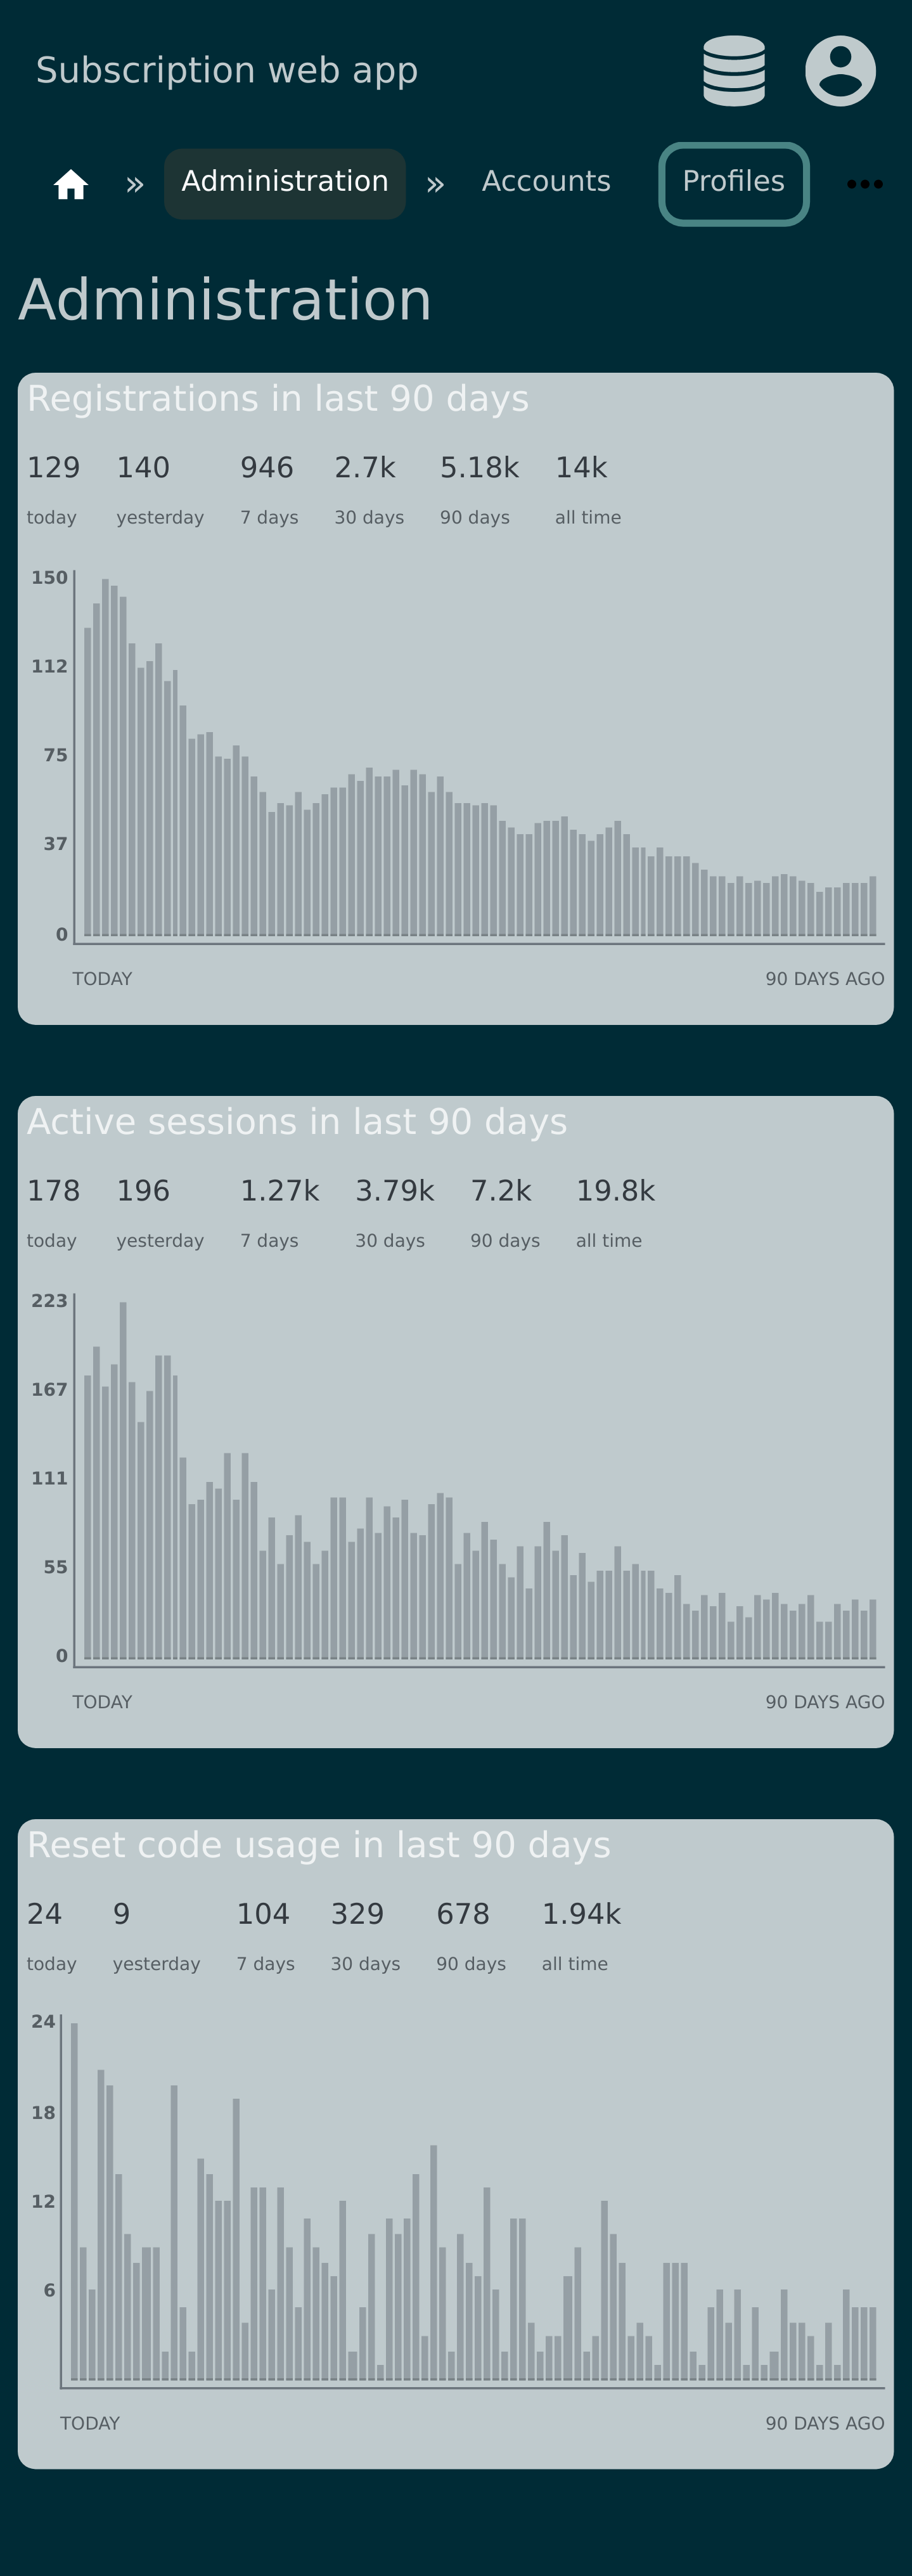 Subscription web app
» Administration » Accounts Profiles •••
Administration
Registrations in last 90 days
129 140 946 2.7k 5.18k 14k
today yesterday 7 days 30 days 90 days all time
150
112
75
37
0
TODAY 90 DAYS AGO
Active sessions in last 90 days
178 196 1.27k 3.79k 7.2k 19.8k
today yesterday 7 days 30 days 90 days all time
223
167
111
55
0
TODAY 90 DAYS AGO
Reset code usage in last 90 days
24 9 104 329 678 1.94k
today yesterday 7 days 30 days 90 days all time
24
18
12
6
TODAY 90 DAYS AGO